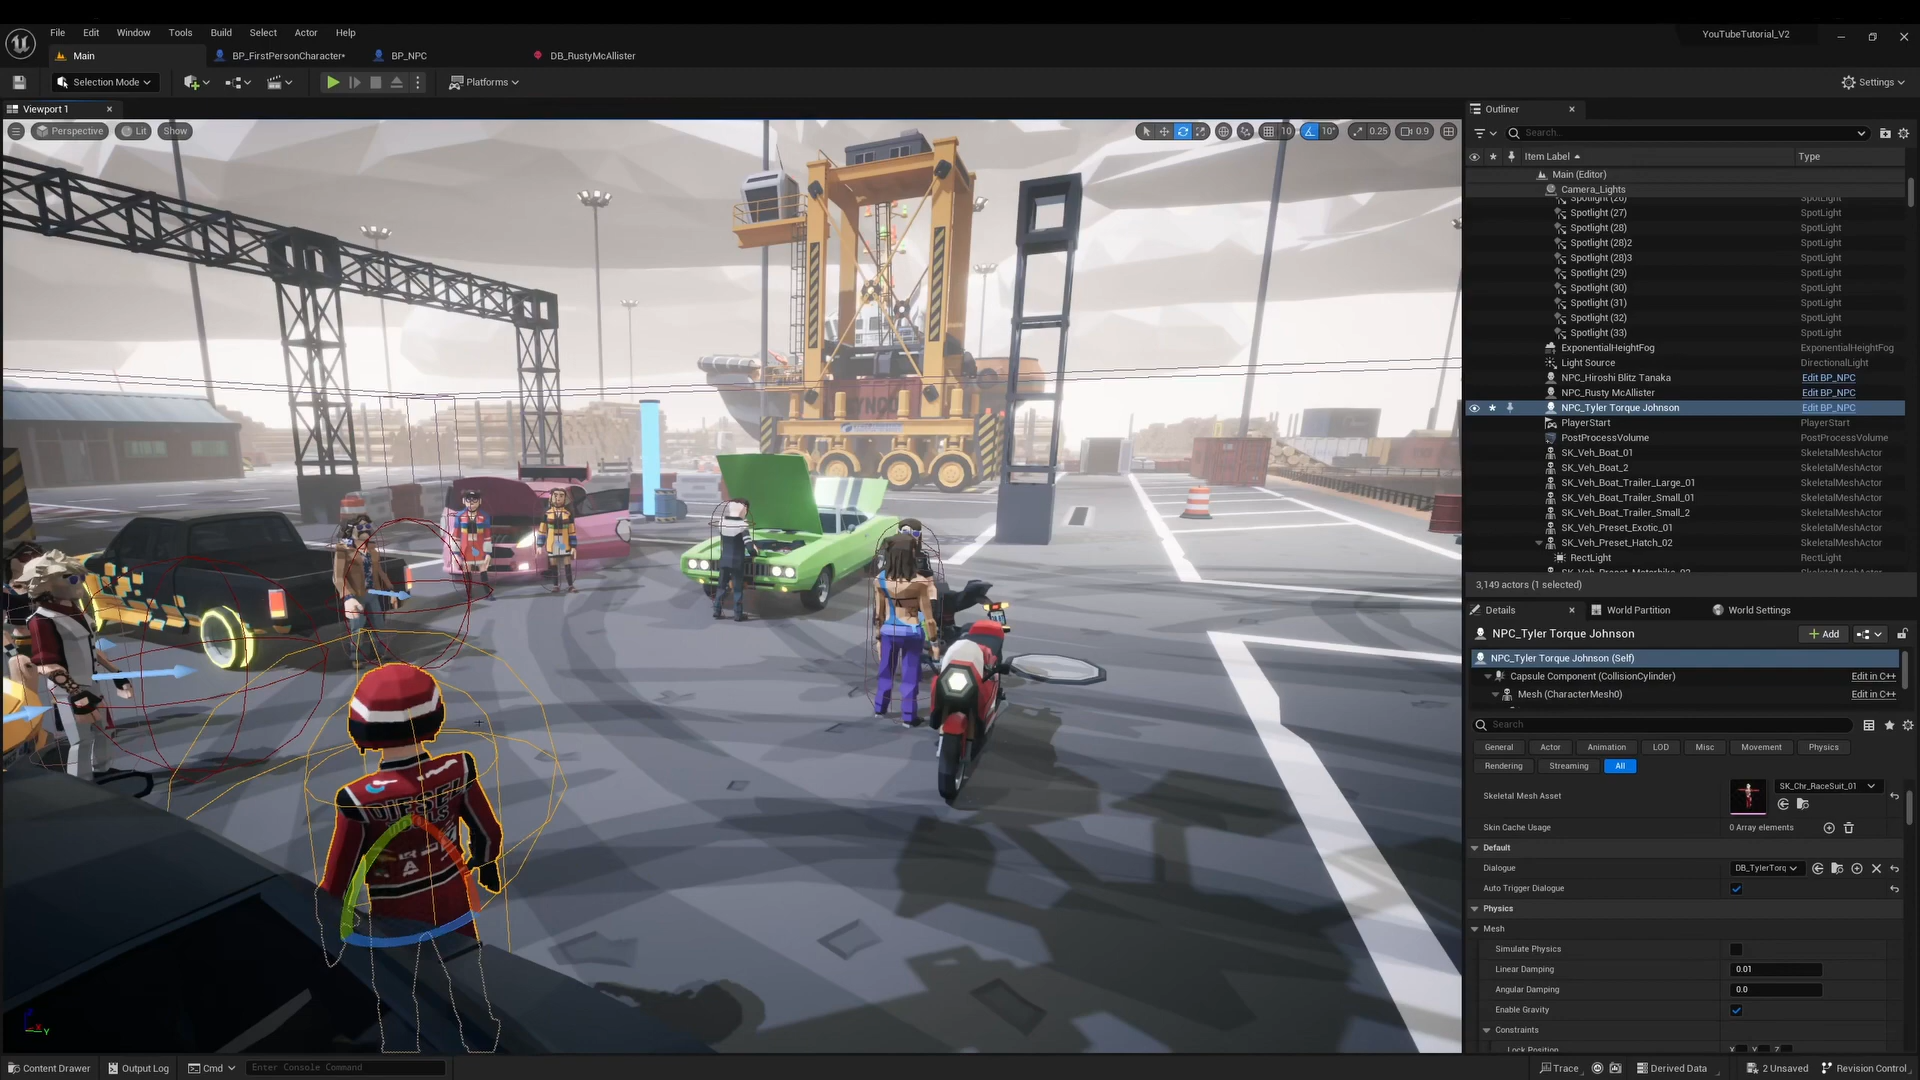 File Edit Window Tools Build Select Actor Help
YouTubeTutorial_V2
Main BP_FirstPersonCharacter* BP_NPC DB_RustyMcAllister
Selection Mode Platforms Settings
Viewport 1 Outliner
Perspective Lit Show 10 10° 0.25 0.9
Search...
Item Label Type
Main (Editor)
Camera_Lights
Spotlight (26) SpotLight
Spotlight (27) SpotLight
Spotlight (28) SpotLight
Spotlight (28)2 SpotLight
Spotlight (28)3 SpotLight
Spotlight (29) SpotLight
Spotlight (30) SpotLight
Spotlight (31) SpotLight
Spotlight (32) SpotLight
Spotlight (33) SpotLight
ExponentialHeightFog ExponentialHeightFog
Light Source DirectionalLight
NPC_Hiroshi Blitz Tanaka Edit BP_NPC
NPC_Rusty McAllister Edit BP_NPC
NPC_Tyler Torque Johnson Edit BP_NPC
PlayerStart PlayerStart
PostProcessVolume PostProcessVolume
SK_Veh_Boat_01 SkeletalMeshActor
SK_Veh_Boat_2 SkeletalMeshActor
SK_Veh_Boat_Trailer_Large_01 SkeletalMeshActor
SK_Veh_Boat_Trailer_Small_01 SkeletalMeshActor
SK_Veh_Boat_Trailer_Small_2 SkeletalMeshActor
SK_Veh_Preset_Exotic_01 SkeletalMeshActor
SK_Veh_Preset_Hatch_02 SkeletalMeshActor
RectLight RectLight
3,149 actors (1 selected)
Details World Partition World Settings
NPC_Tyler Torque Johnson Add
NPC_Tyler Torque Johnson (Self)
Capsule Component (CollisionCylinder) Edit in C++
Mesh (CharacterMesh0) Edit in C++
Search
General Actor Animation LOD Misc Movement Physics
Rendering Streaming All
Skeletal Mesh Asset SK_Chr_RaceSuit_01
Skin Cache Usage 0 Array elements
Default
Dialogue DB_TylerTorq
Auto Trigger Dialogue
Physics
Mesh
Simulate Physics
Linear Damping 0.01
Angular Damping 0.0
Enable Gravity
Constraints
Lock Position X Y Z
DIESEL
Content Drawer Output Log Cmd Enter Console Command Trace Derived Data 2 Unsaved Revision Control